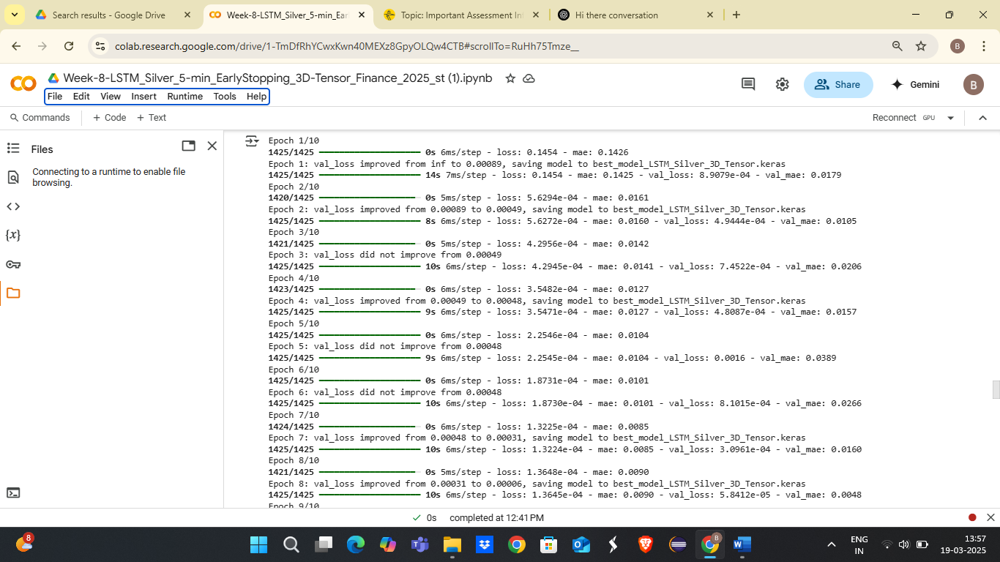 Search results - Google Drive
Week-8-LSTM_Silver_5-min_Ear
Topic: Important Assessment In
Hi there conversation
colab.research.google.com/drive/1-TmDfRhYCwxKwn40MEXz8GpyOLQw4CTB#scrollTo=RuHh75Tmze__
B
Week-8-LSTM_Silver_5-min_EarlyStopping_3D-Tensor_Finance_2025_st (1).ipynb
File Edit View Insert Runtime Tools Help
Share
Gemini
B
Commands + Code + Text
Reconnect GPU
Files
Connecting to a runtime to enable file
browsing.
{x}
Epoch 1/10
1425/1425 0s 6ms/step - loss: 0.1454 - mae: 0.1426
Epoch 1: val_loss improved from inf to 0.00089, saving model to best_model_LSTM_Silver_3D_Tensor.keras
1425/1425 14s 7ms/step - loss: 0.1454 - mae: 0.1425 - val_loss: 8.9079e-04 - val_mae: 0.0179
Epoch 2/10
1420/1425 0s 5ms/step - loss: 5.6294e-04 - mae: 0.0161
Epoch 2: val_loss improved from 0.00089 to 0.00049, saving model to best_model_LSTM_Silver_3D_Tensor.keras
1425/1425 8s 6ms/step - loss: 5.6272e-04 - mae: 0.0160 - val_loss: 4.9444e-04 - val_mae: 0.0105
Epoch 3/10
1421/1425 0s 5ms/step - loss: 4.2956e-04 - mae: 0.0142
Epoch 3: val_loss did not improve from 0.00049
1425/1425 10s 6ms/step - loss: 4.2945e-04 - mae: 0.0141 - val_loss: 7.4522e-04 - val_mae: 0.0206
Epoch 4/10
1423/1425 0s 6ms/step - loss: 3.5482e-04 - mae: 0.0127
Epoch 4: val_loss improved from 0.00049 to 0.00048, saving model to best_model_LSTM_Silver_3D_Tensor.keras
1425/1425 9s 6ms/step - loss: 3.5471e-04 - mae: 0.0127 - val_loss: 4.8087e-04 - val_mae: 0.0157
Epoch 5/10
1425/1425 0s 6ms/step - loss: 2.2546e-04 - mae: 0.0104
Epoch 5: val_loss did not improve from 0.00048
1425/1425 9s 6ms/step - loss: 2.2545e-04 - mae: 0.0104 - val_loss: 0.0016 - val_mae: 0.0389
Epoch 6/10
1425/1425 0s 6ms/step - loss: 1.8731e-04 - mae: 0.0101
Epoch 6: val_loss did not improve from 0.00048
1425/1425 10s 6ms/step - loss: 1.8730e-04 - mae: 0.0101 - val_loss: 8.1015e-04 - val_mae: 0.0266
Epoch 7/10
1424/1425 0s 6ms/step - loss: 1.3225e-04 - mae: 0.0085
Epoch 7: val_loss improved from 0.00048 to 0.00031, saving model to best_model_LSTM_Silver_3D_Tensor.keras
1425/1425 10s 6ms/step - loss: 1.3224e-04 - mae: 0.0085 - val_loss: 3.0961e-04 - val_mae: 0.0160
Epoch 8/10
1421/1425 0s 5ms/step - loss: 1.3648e-04 - mae: 0.0090
Epoch 8: val_loss improved from 0.00031 to 0.00006, saving model to best_model_LSTM_Silver_3D_Tensor.keras
1425/1425 10s 6ms/step - loss: 1.3645e-04 - mae: 0.0090 - val_loss: 5.8412e-05 - val_mae: 0.0048
Epoch 9/10
0s completed at 12:41 PM
8
B
ENG
IN
13:57
19-03-2025